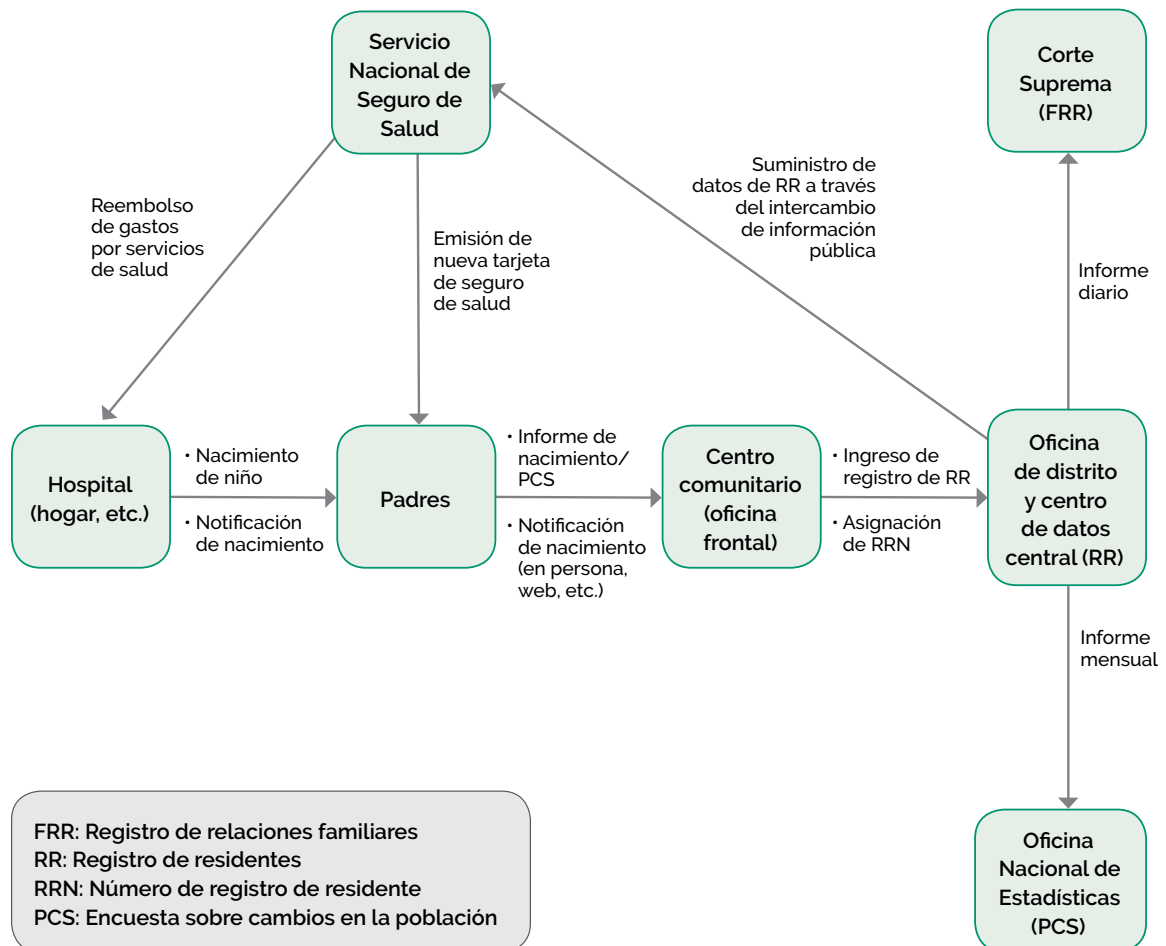 Servicio
Nacional de
Seguro de
Salud
Corte
Suprema
(FRR)
Reembolso
de gastos
por servicios
de salud
Emisión de
nueva tarjeta
de seguro
de salud
Suministro de
datos de RR a través
del intercambio
de información
pública
Informe
diario
Hospital
(hogar, etc.)
· Nacimiento
de niño
· Notificación
de nacimiento
Padres
· Informe de
nacimiento/
PCS
· Notificación
de nacimiento
(en persona,
web, etc.)
Centro
comunitario
(oficina
frontal)
· Ingreso de
registro de RR
· Asignación
de RRN
Oficina
de distrito
y centro
de datos
central (RR)
Informe
mensual
Oficina
Nacional de
Estadísticas
(PCS)
FRR: Registro de relaciones familiares
RR: Registro de residentes
RRN: Número de registro de residente
PCS: Encuesta sobre cambios en la población